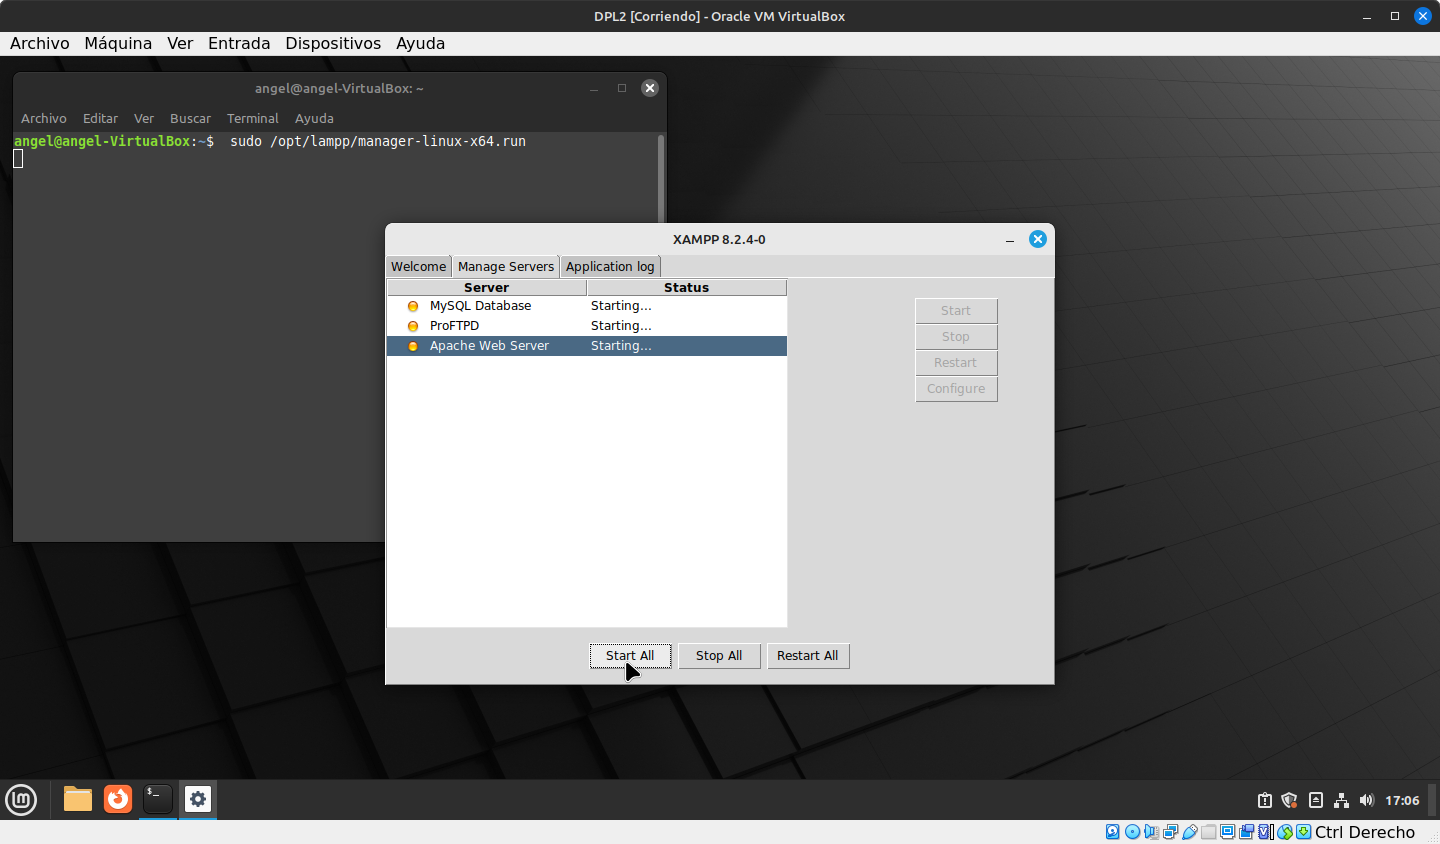 DPL2 [Corriendo] - Oracle VM VirtualBox
Archivo Máquina Ver Entrada Dispositivos Ayuda
angel@angel-VirtualBox: ~
Archivo Editar Ver Buscar Terminal Ayuda
angel@angel-VirtualBox:~$ sudo /opt/lampp/manager-linux-x64.run
XAMPP 8.2.4-0
Welcome Manage Servers Application log
Server Status
MySQL Database Starting...
ProFTPD Starting...
Apache Web Server Starting...
Start
Stop
Restart
Configure
Start All Stop All Restart All
17:06
Ctrl Derecho